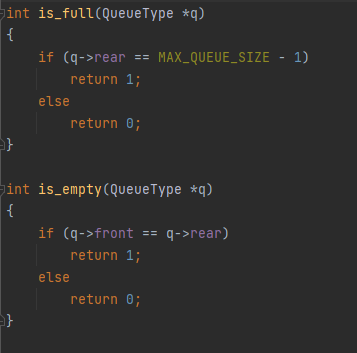 int is_full(QueueType *q)
{
    if (q->rear == MAX_QUEUE_SIZE - 1)
        return 1;
    else
        return 0;
}

int is_empty(QueueType *q)
{
    if (q->front == q->rear)
        return 1;
    else
        return 0;
}